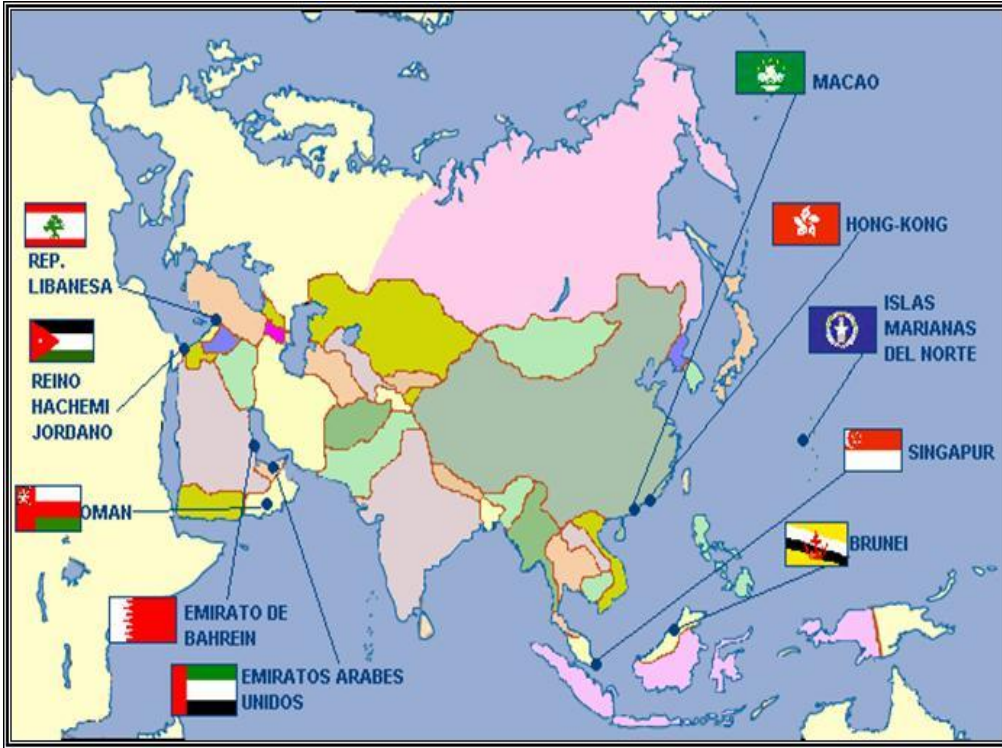 MACAO
HONG-KONG
REP.
LIBANESA
ISLAS
MARIANAS
DEL NORTE
REINO
HACHEMI
JORDANO
SINGAPUR
OMAN
BRUNEI
EMIRATO DE
BAHREIN
EMIRATOS ARABES
UNIDOS